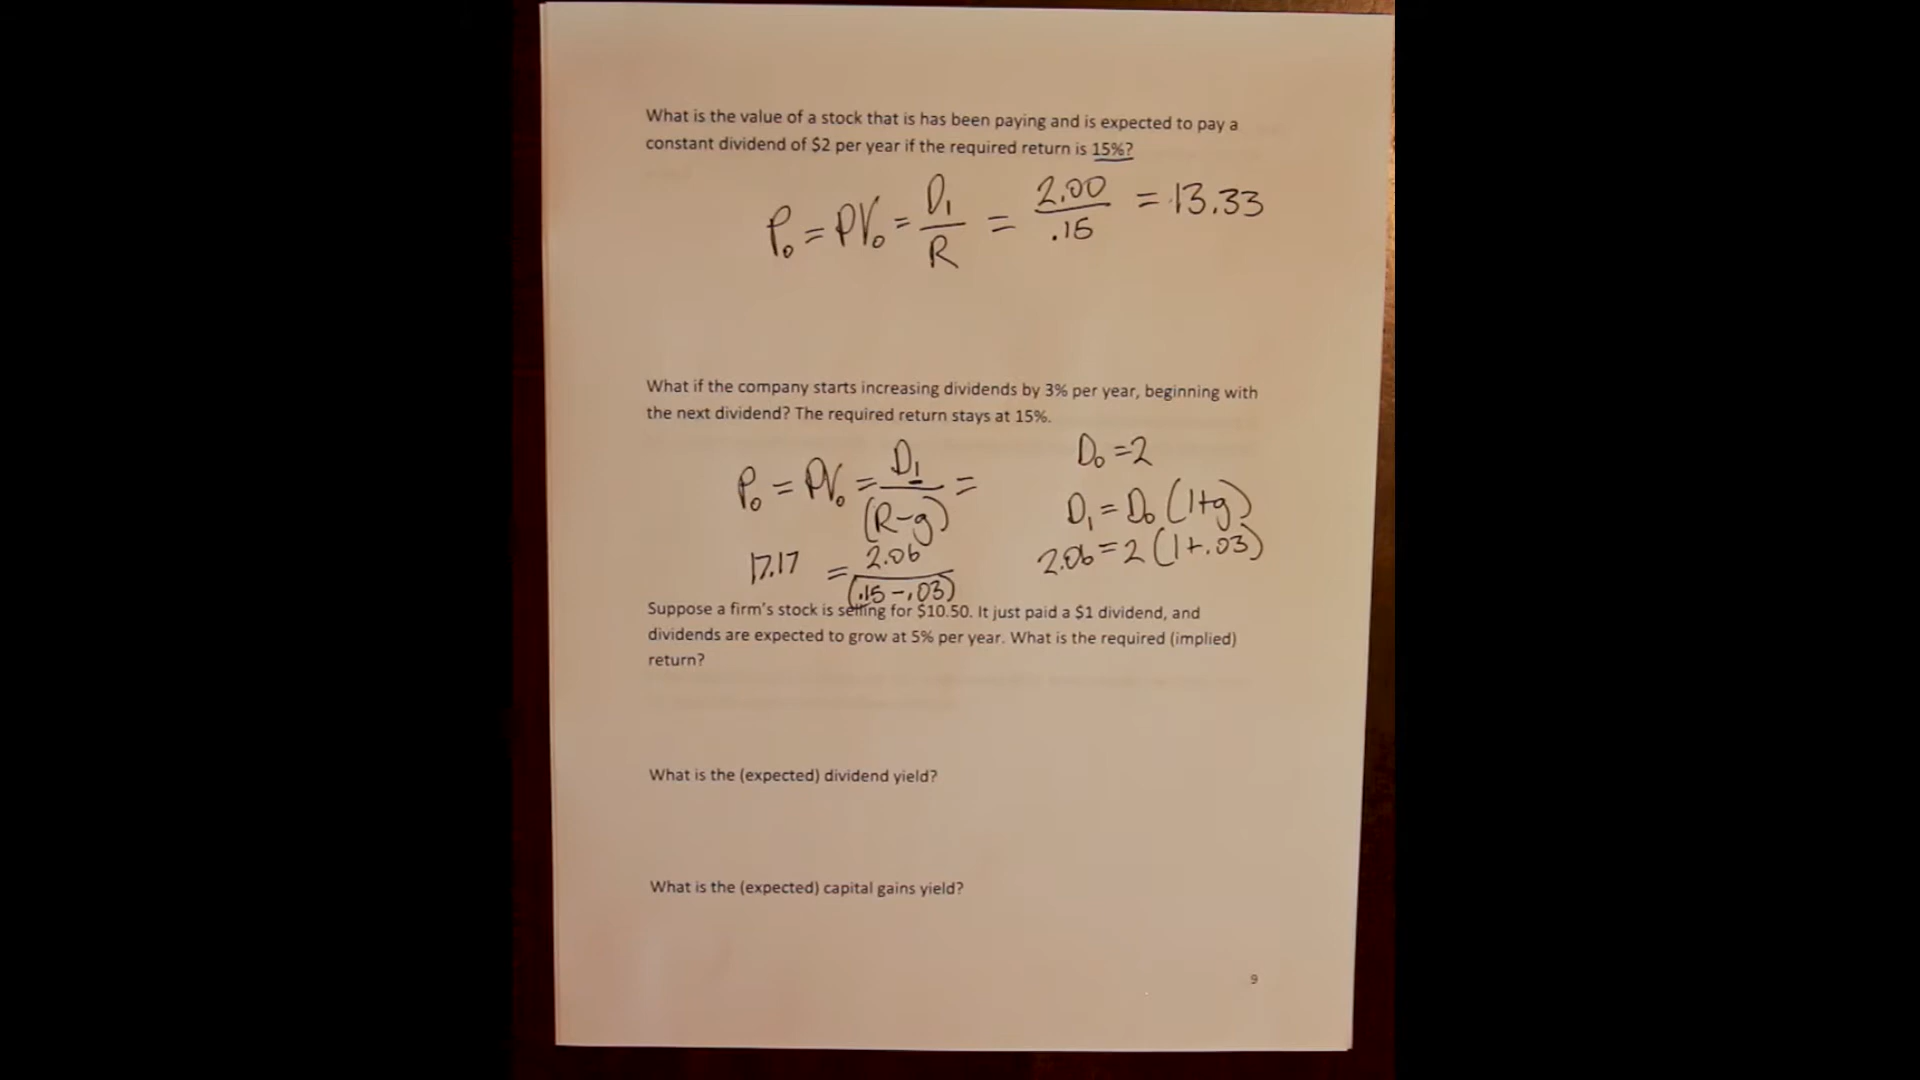 What is the value of a stock that is has been paying and is expected to pay a
constant dividend of $2 per year if the required return is 15%?
P₀ = PV₀ = D₁/R = 2.00/.15 = 13.33
What if the company starts increasing dividends by 3% per year, beginning with
the next dividend? The required return stays at 15%.
P₀ = PV₀ = D₁/(R-g) =
17.17 = 2.06/(.15-.03)
D₀ = 2
D₁ = D₀ (1+g)
2.06 = 2 (1+.03)
Suppose a firm's stock is selling for $10.50. It just paid a $1 dividend, and
dividends are expected to grow at 5% per year. What is the required (implied)
return?
What is the (expected) dividend yield?
What is the (expected) capital gains yield?
9